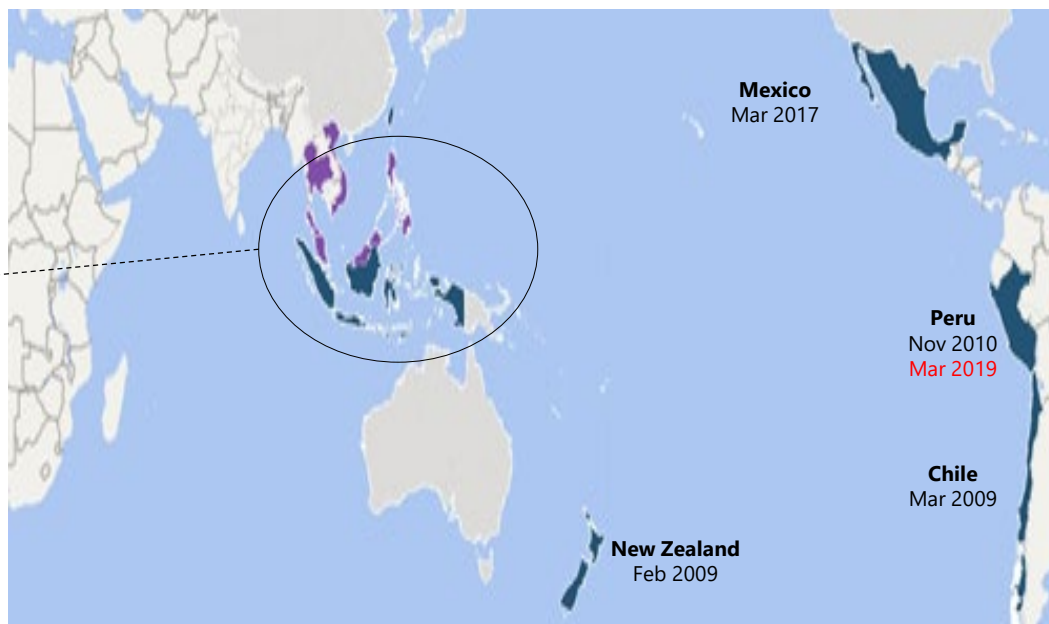 Mexico
Mar 2017
Peru
Nov 2010
Mar 2019
Chile
Mar 2009
New Zealand
Feb 2009